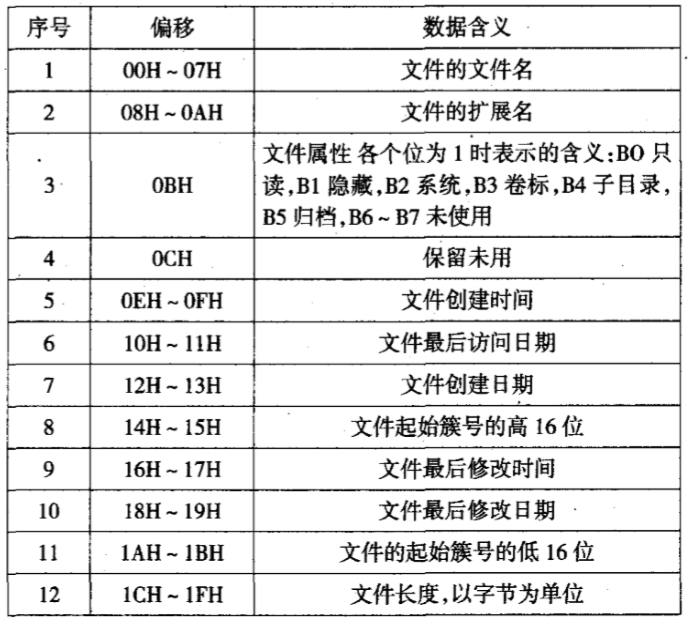 序号 偏移 数据含义
1 00H ~ 07H 文件的文件名
2 08H ~ 0AH 文件的扩展名
3 0BH 文件属性 各个位为 1 时表示的含义:B0 只
读,B1 隐藏,B2 系统,B3 卷标,B4 子目录,
B5 归档,B6 ~ B7 未使用
4 0CH 保留未用
5 0EH ~ 0FH 文件创建时间
6 10H ~ 11H 文件最后访问日期
7 12H ~ 13H 文件创建日期
8 14H ~ 15H 文件起始簇号的高 16 位
9 16H ~ 17H 文件最后修改时间
10 18H ~ 19H 文件最后修改日期
11 1AH ~ 1BH 文件的起始簇号的低 16 位
12 1CH ~ 1FH 文件长度,以字节为单位